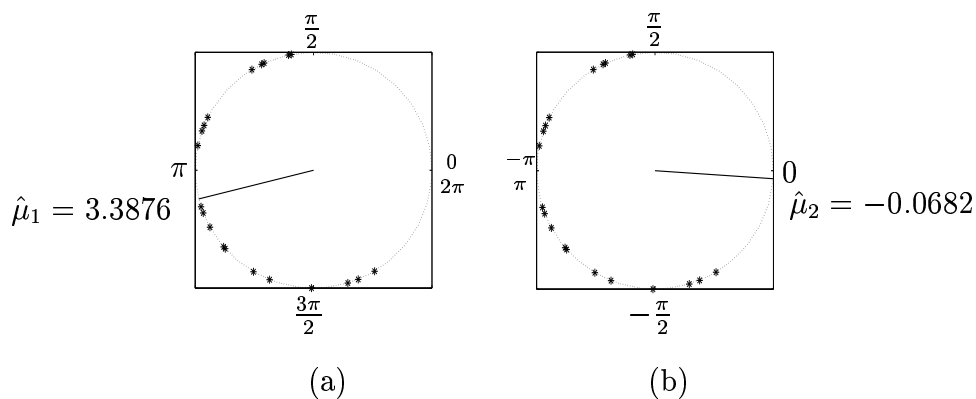 π/2
π
0
2π
μ̂₁ = 3.3876
3π/2
(a)
π/2
−π
π
0
μ̂₂ = −0.0682
−π/2
(b)